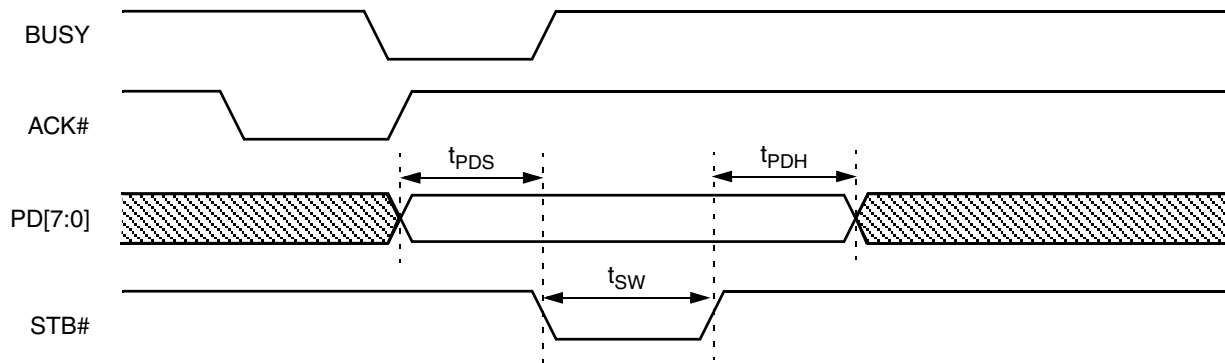 BUSY
ACK#
tPDS
tPDH
PD[7:0]
tSW
STB#